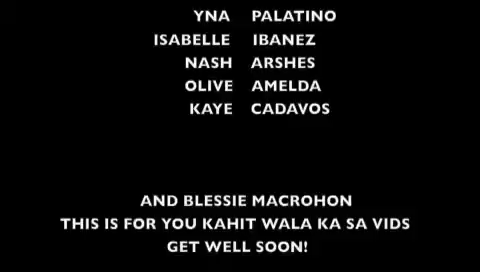 YNA PALATINO
ISABELLE IBANEZ
NASH ARSHES
OLIVE AMELDA
KAYE CADAVOS
AND BLESSIE MACROHON
THIS IS FOR YOU KAHIT WALA KA SA VIDS
GET WELL SOON!